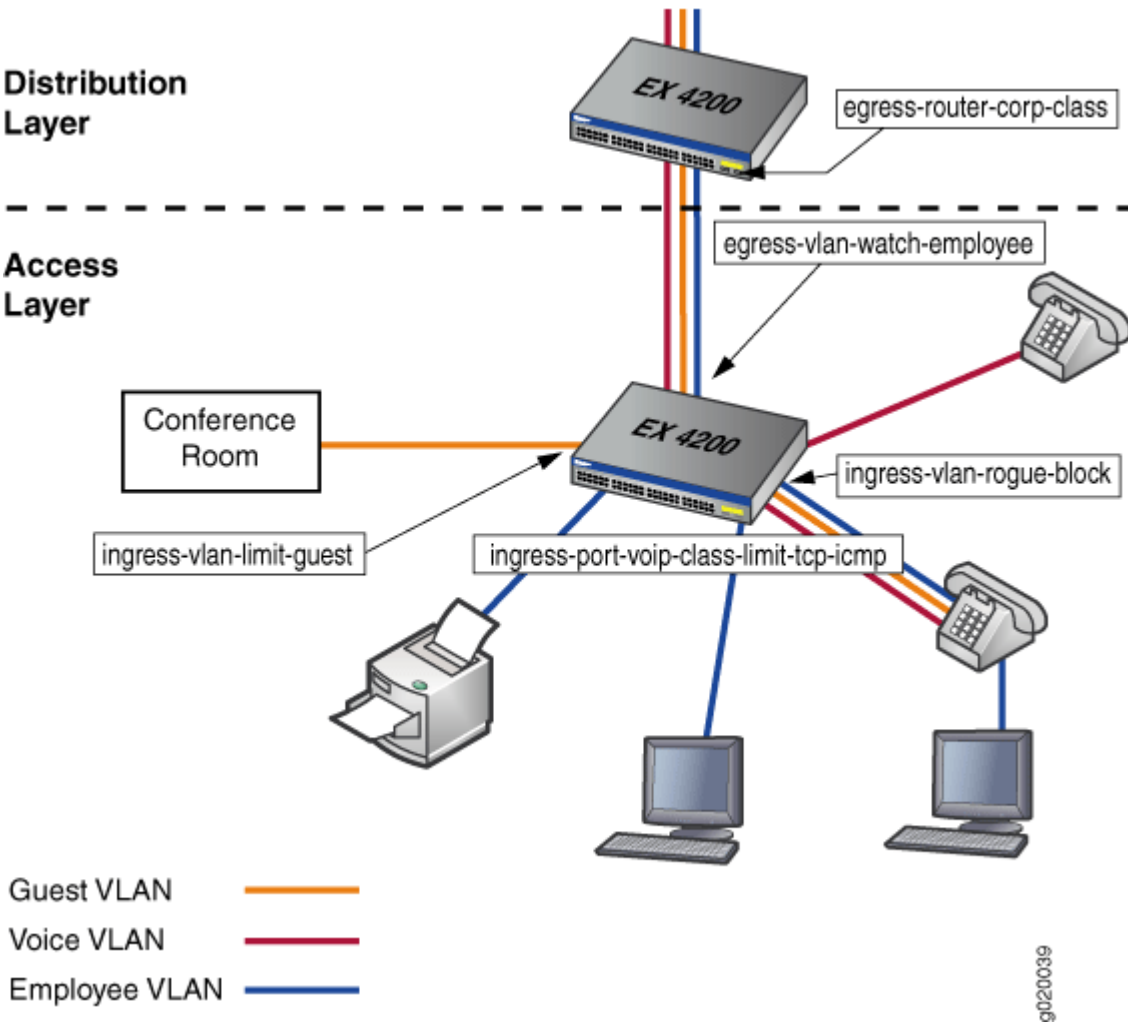 Distribution
Layer
EX 4200
egress-router-corp-class
egress-vlan-watch-employee
Access
Layer
Conference
Room
EX 4200
ingress-vlan-rogue-block
ingress-vlan-limit-guest
ingress-port-voip-class-limit-tcp-icmp
Guest VLAN
Voice VLAN
Employee VLAN
g020039